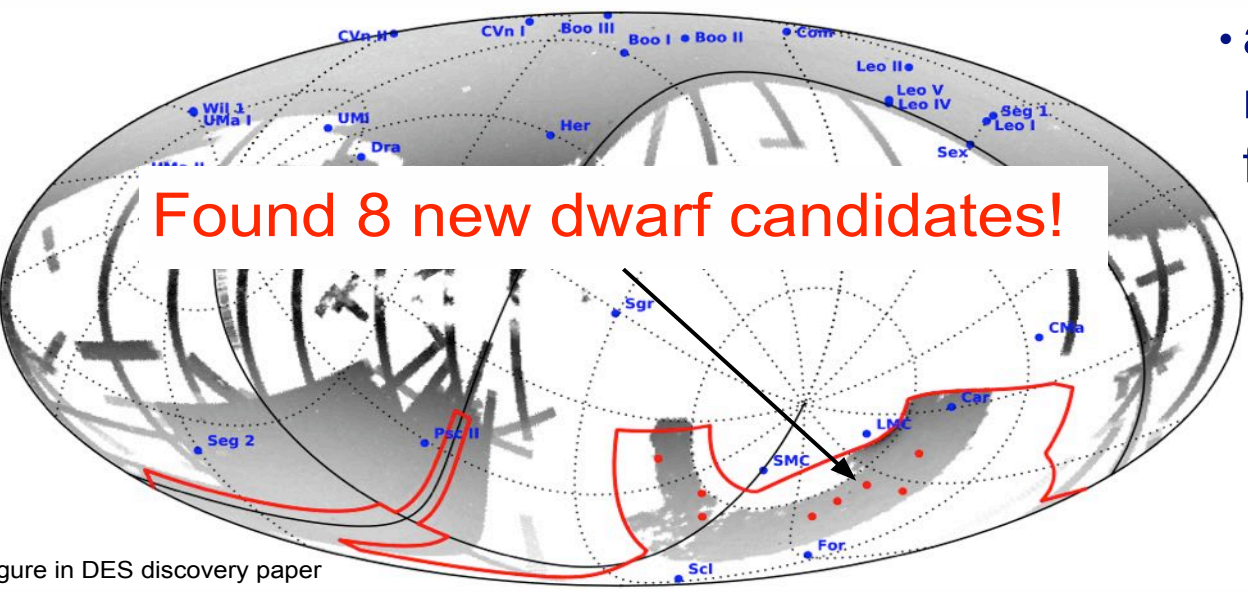 CVn II
CVn I
Boo III
Boo I
Boo II
Com
Leo II
Leo V
Leo IV
Seg 1
Leo I
Wil 1
UMa I
UMi
Her
Dra
Sex
Found 8 new dwarf candidates!
Sgr
CMa
Car
LMC
Seg 2
Psc II
SMC
For
Scl
gure in DES discovery paper